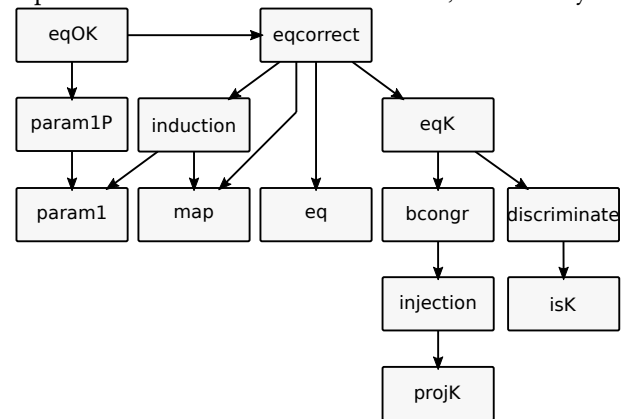 eqOK eqcorrect
param1P induction eqK
param1 map eq bcongr discriminate
injection isK
projK